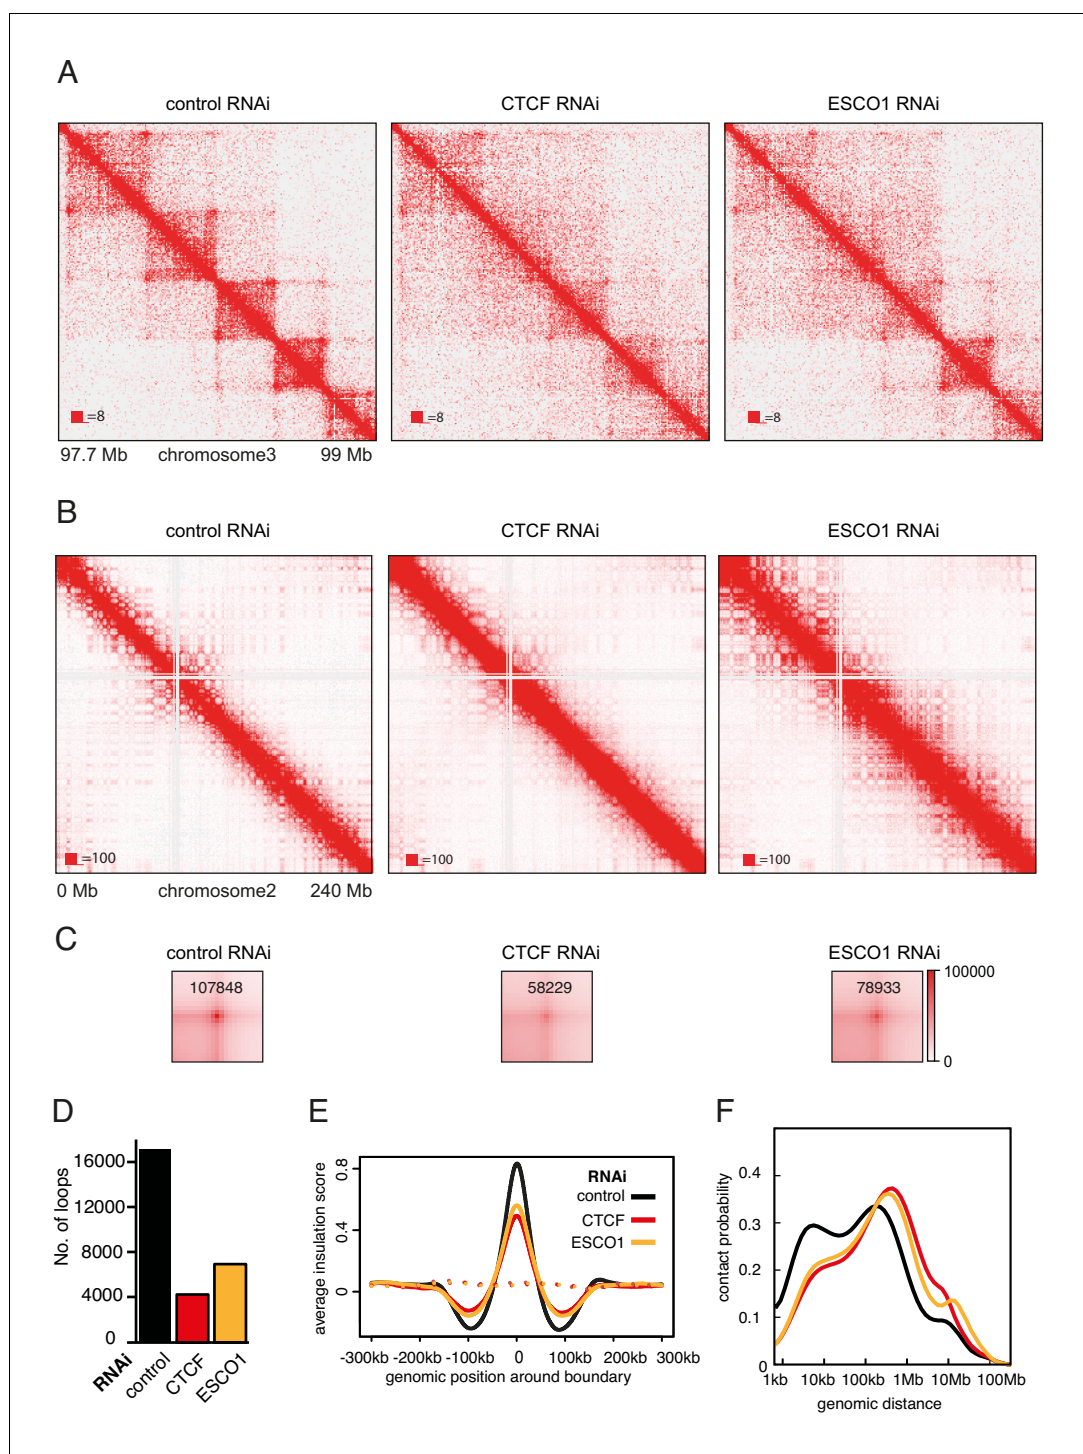 A
control RNAi CTCF RNAi ESCO1 RNAi
=8 =8 =8
97.7 Mb chromosome3 99 Mb
B
control RNAi CTCF RNAi ESCO1 RNAi
=100 =100 =100
0 Mb chromosome2 240 Mb
C
control RNAi CTCF RNAi ESCO1 RNAi
107848 58229 78933
100000
0
D
No. of loops
16000
12000
8000
4000
0
RNAi control CTCF ESCO1
E
average insulation score
0.8
0.4
0
RNAi
control
CTCF
ESCO1
-300kb -200kb -100kb 0 100kb 200kb 300kb
genomic position around boundary
F
contact probability
0.4
0.3
0.2
0.1
0
1kb 10kb 100kb 1Mb 10Mb 100Mb
genomic distance